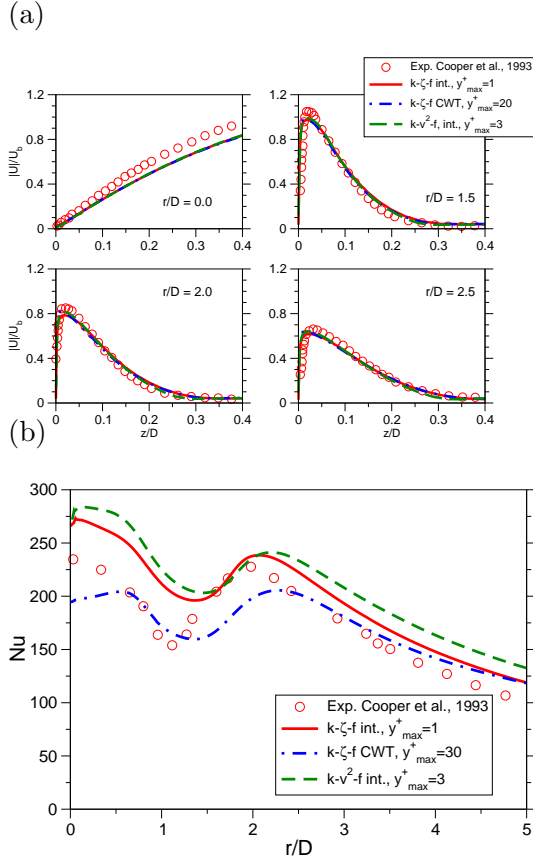 (a)
Exp. Cooper et al., 1993
k-ζ-f int., y⁺max=1
k-ζ-f CWT, y⁺max=20
k-v²-f, int., y⁺max=3
1.2
0.8
0.4
0
|U|/Ub
r/D = 0.0
0 0.1 0.2 0.3 0.4
1.2
0.8
0.4
0
r/D = 1.5
0 0.1 0.2 0.3 0.4
1.2
0.8
0.4
0
|U|/Ub
r/D = 2.0
0 0.1 0.2 0.3 0.4
z/D
1.2
0.8
0.4
0
r/D = 2.5
0 0.1 0.2 0.3 0.4
z/D
(b)
300
250
200
150
100
50
0
Nu
Exp. Cooper et al., 1993
k-ζ-f int., y⁺max=1
k-ζ-f CWT, y⁺max=30
k-v²-f int., y⁺max=3
0 1 2 3 4 5
r/D